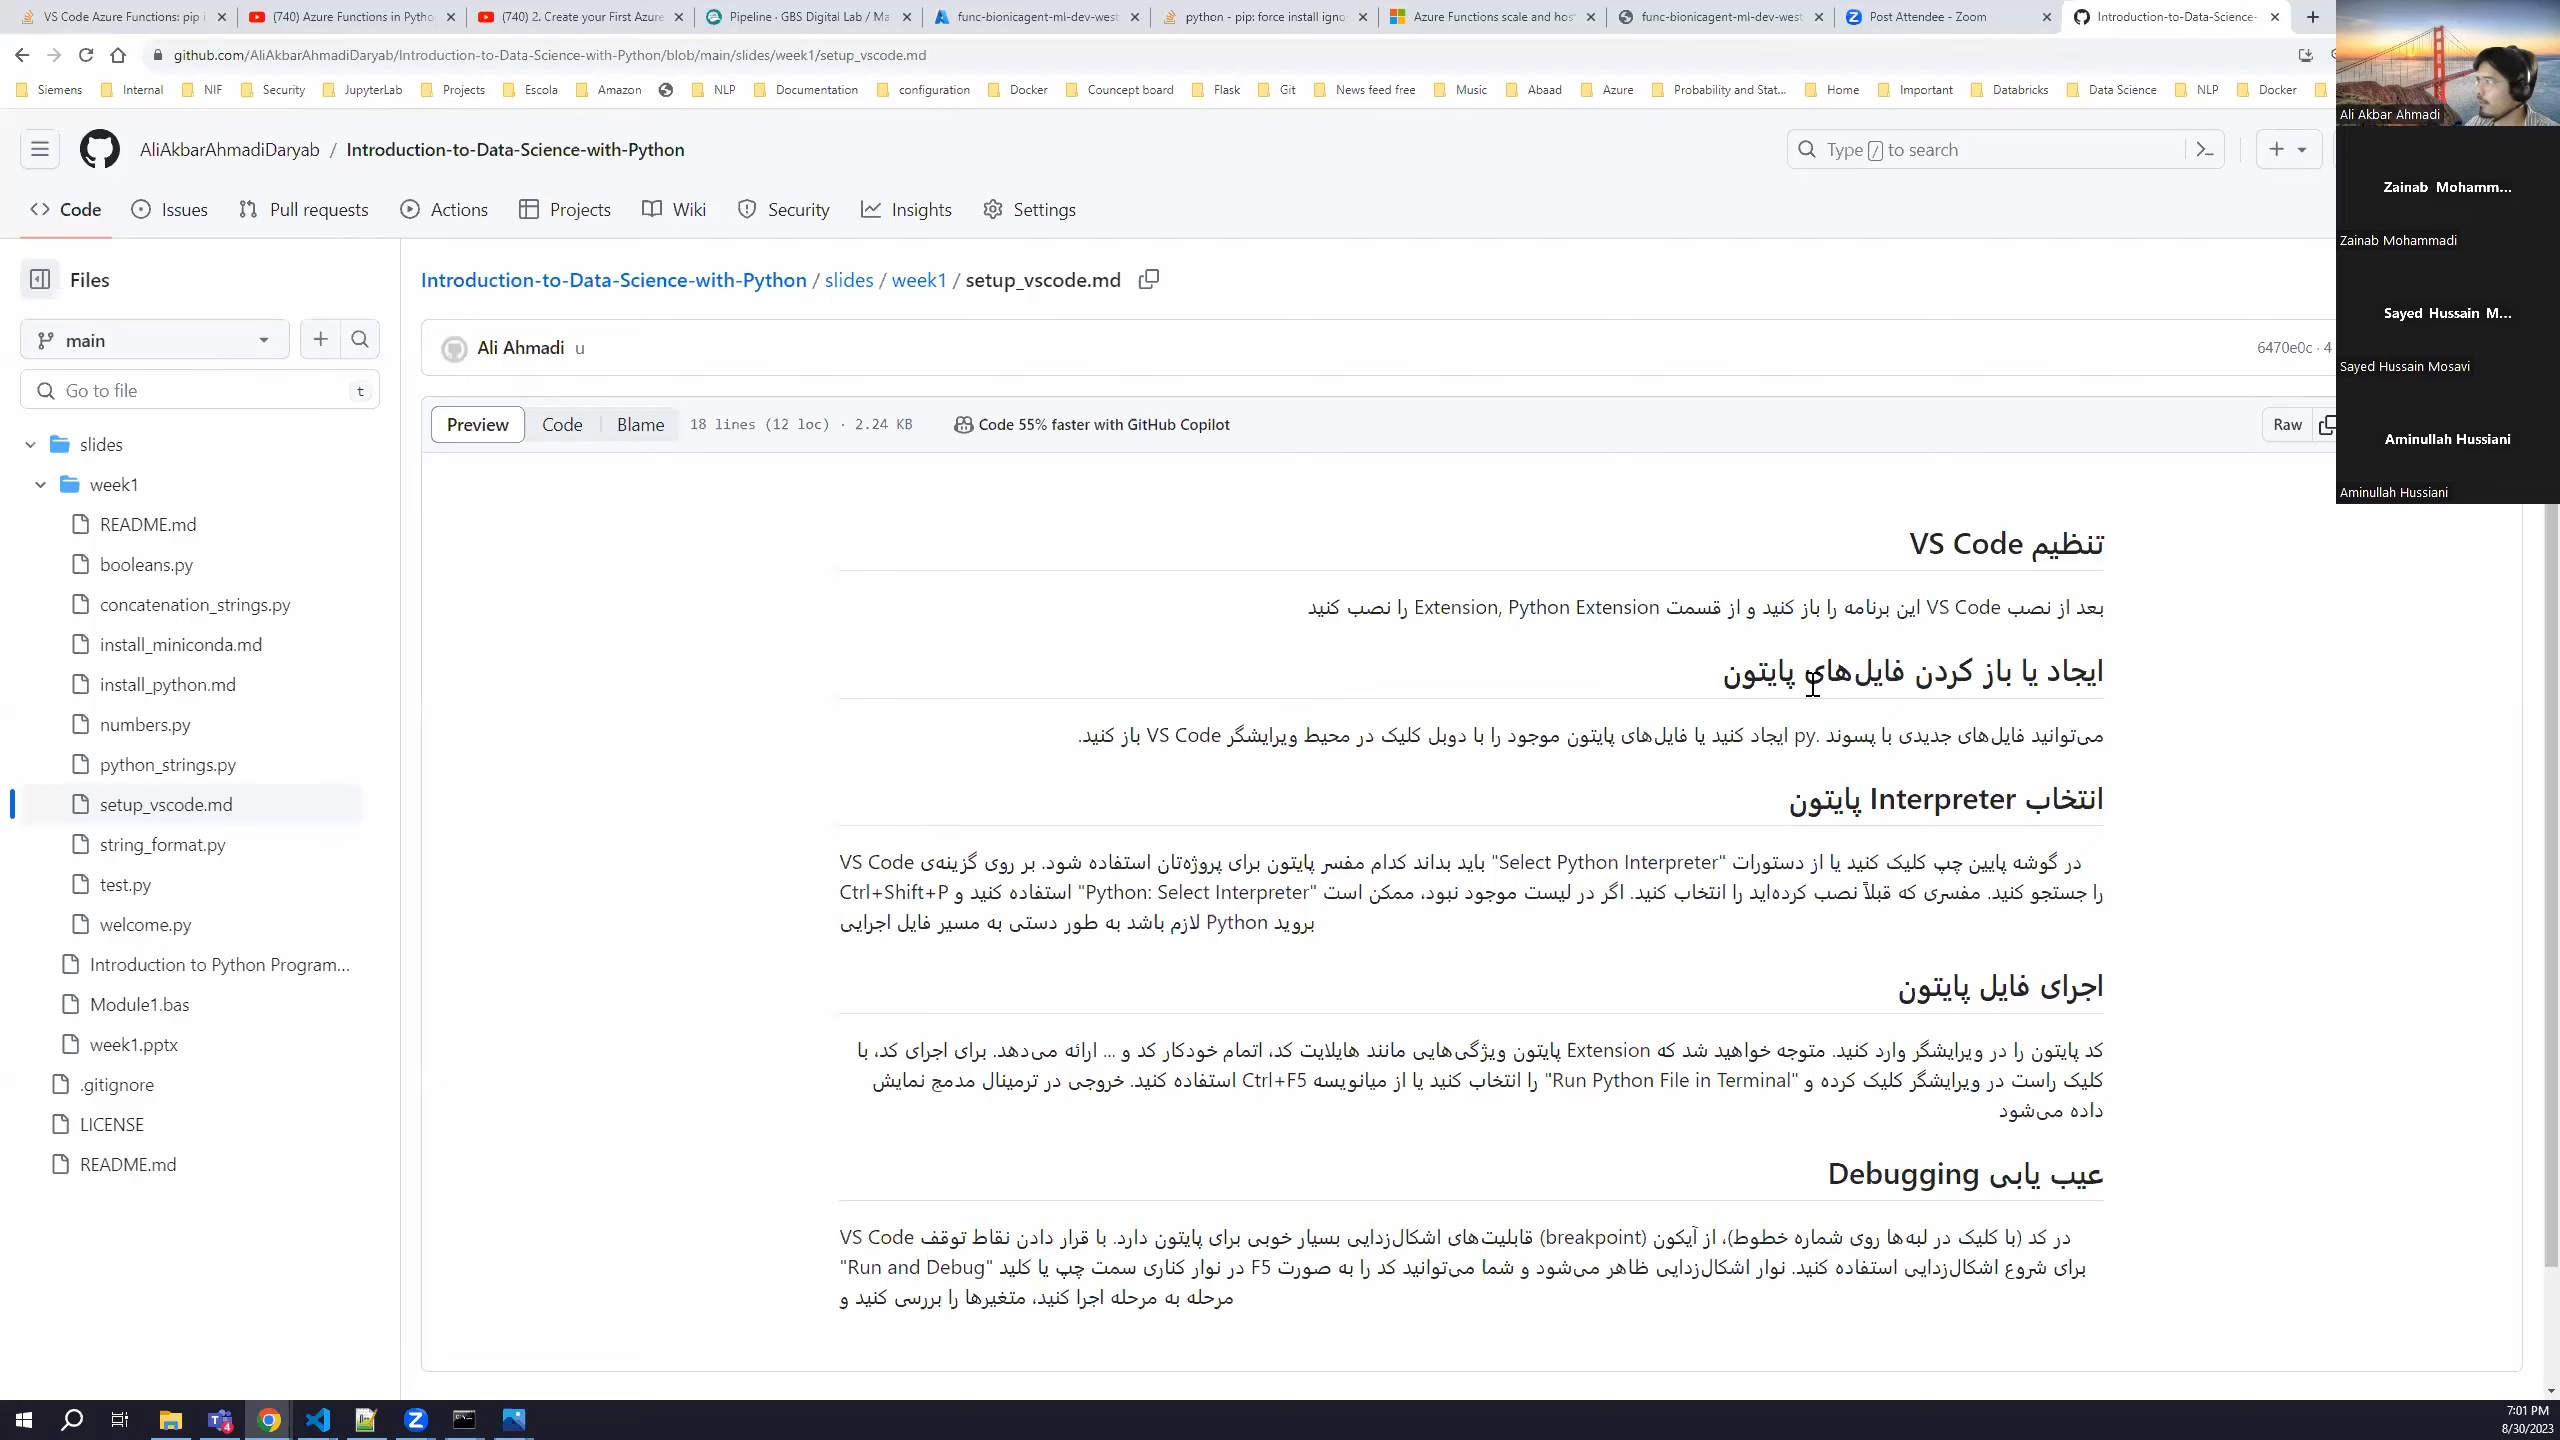 VS Code Azure Functions: pip i
(740) Azure Functions in Pytho
(740) 2. Create your First Azure
Pipeline · GBS Digital Lab / Ma
func-bionicagent-ml-dev-west
python - pip: force install igno
Azure Functions scale and hos
func-bionicagent-ml-dev-west
Post Attendee - Zoom
Introduction-to-Data-Science-
github.com/AliAkbarAhmadiDaryab/Introduction-to-Data-Science-with-Python/blob/main/slides/week1/setup_vscode.md
Siemens Internal NIF Security JupyterLab Projects Escola Amazon NLP Documentation configuration Docker Councept board Flask Git News feed free Music Abaad Azure Probability and Stat... Home Important Databricks Data Science NLP Docker
Ali Akbar Ahmadi
AliAkbarAhmadiDaryab / Introduction-to-Data-Science-with-Python
Type / to search
Zainab Mohamm...
Zainab Mohammadi
Code Issues Pull requests Actions Projects Wiki Security Insights Settings
Sayed Hussain M...
Sayed Hussain Mosavi
Aminullah Hussiani
Aminullah Hussiani
Files
main
Go to file t
slides
week1
README.md
booleans.py
concatenation_strings.py
install_miniconda.md
install_python.md
numbers.py
python_strings.py
setup_vscode.md
string_format.py
test.py
welcome.py
Introduction to Python Program...
Module1.bas
week1.pptx
.gitignore
LICENSE
README.md
Introduction-to-Data-Science-with-Python / slides / week1 / setup_vscode.md
Ali Ahmadi u
6470e0c · 4
Preview Code Blame 18 lines (12 loc) · 2.24 KB Code 55% faster with GitHub Copilot
Raw
تنظیم VS Code
بعد از نصب VS Code این برنامه را باز کنید و از قسمت Extension, Python Extension را نصب کنید
ایجاد یا باز کردن فایل‌های پایتون
می‌توانید فایل‌های جدیدی با پسوند .py ایجاد کنید یا فایل‌های پایتون موجود را با دوبل کلیک در محیط ویرایشگر VS Code باز کنید.
انتخاب Interpreter پایتون
VS Code باید بداند کدام مفسر پایتون برای پروژه‌تان استفاده شود. بر روی گزینه‌ی "Select Python Interpreter" در گوشه پایین چپ کلیک کنید یا از دستورات
Ctrl+Shift+P استفاده کنید و "Python: Select Interpreter" را جستجو کنید. مفسری که قبلاً نصب کرده‌اید را انتخاب کنید. اگر در لیست موجود نبود، ممکن است
لازم باشد به طور دستی به مسیر فایل اجرایی Python بروید
اجرای فایل پایتون
کد پایتون را در ویرایشگر وارد کنید. متوجه خواهید شد که Extension پایتون ویژگی‌هایی مانند هایلایت کد، اتمام خودکار کد و ... ارائه می‌دهد. برای اجرای کد، با
کلیک راست در ویرایشگر کلیک کرده و "Run Python File in Terminal" را انتخاب کنید یا از میانویسه Ctrl+F5 استفاده کنید. خروجی در ترمینال مدمج نمایش
داده می‌شود
عیب یابی Debugging
VS Code قابلیت‌های اشکال‌زدایی بسیار خوبی برای پایتون دارد. با قرار دادن نقاط توقف (breakpoint) در کد (با کلیک در لبه‌ها روی شماره خطوط)، از آیکون
"Run and Debug" در نوار کناری سمت چپ یا کلید F5 برای شروع اشکال‌زدایی استفاده کنید. نوار اشکال‌زدایی ظاهر می‌شود و شما می‌توانید کد را به صورت
مرحله به مرحله اجرا کنید، متغیرها را بررسی کنید و
7:01 PM
8/30/2023